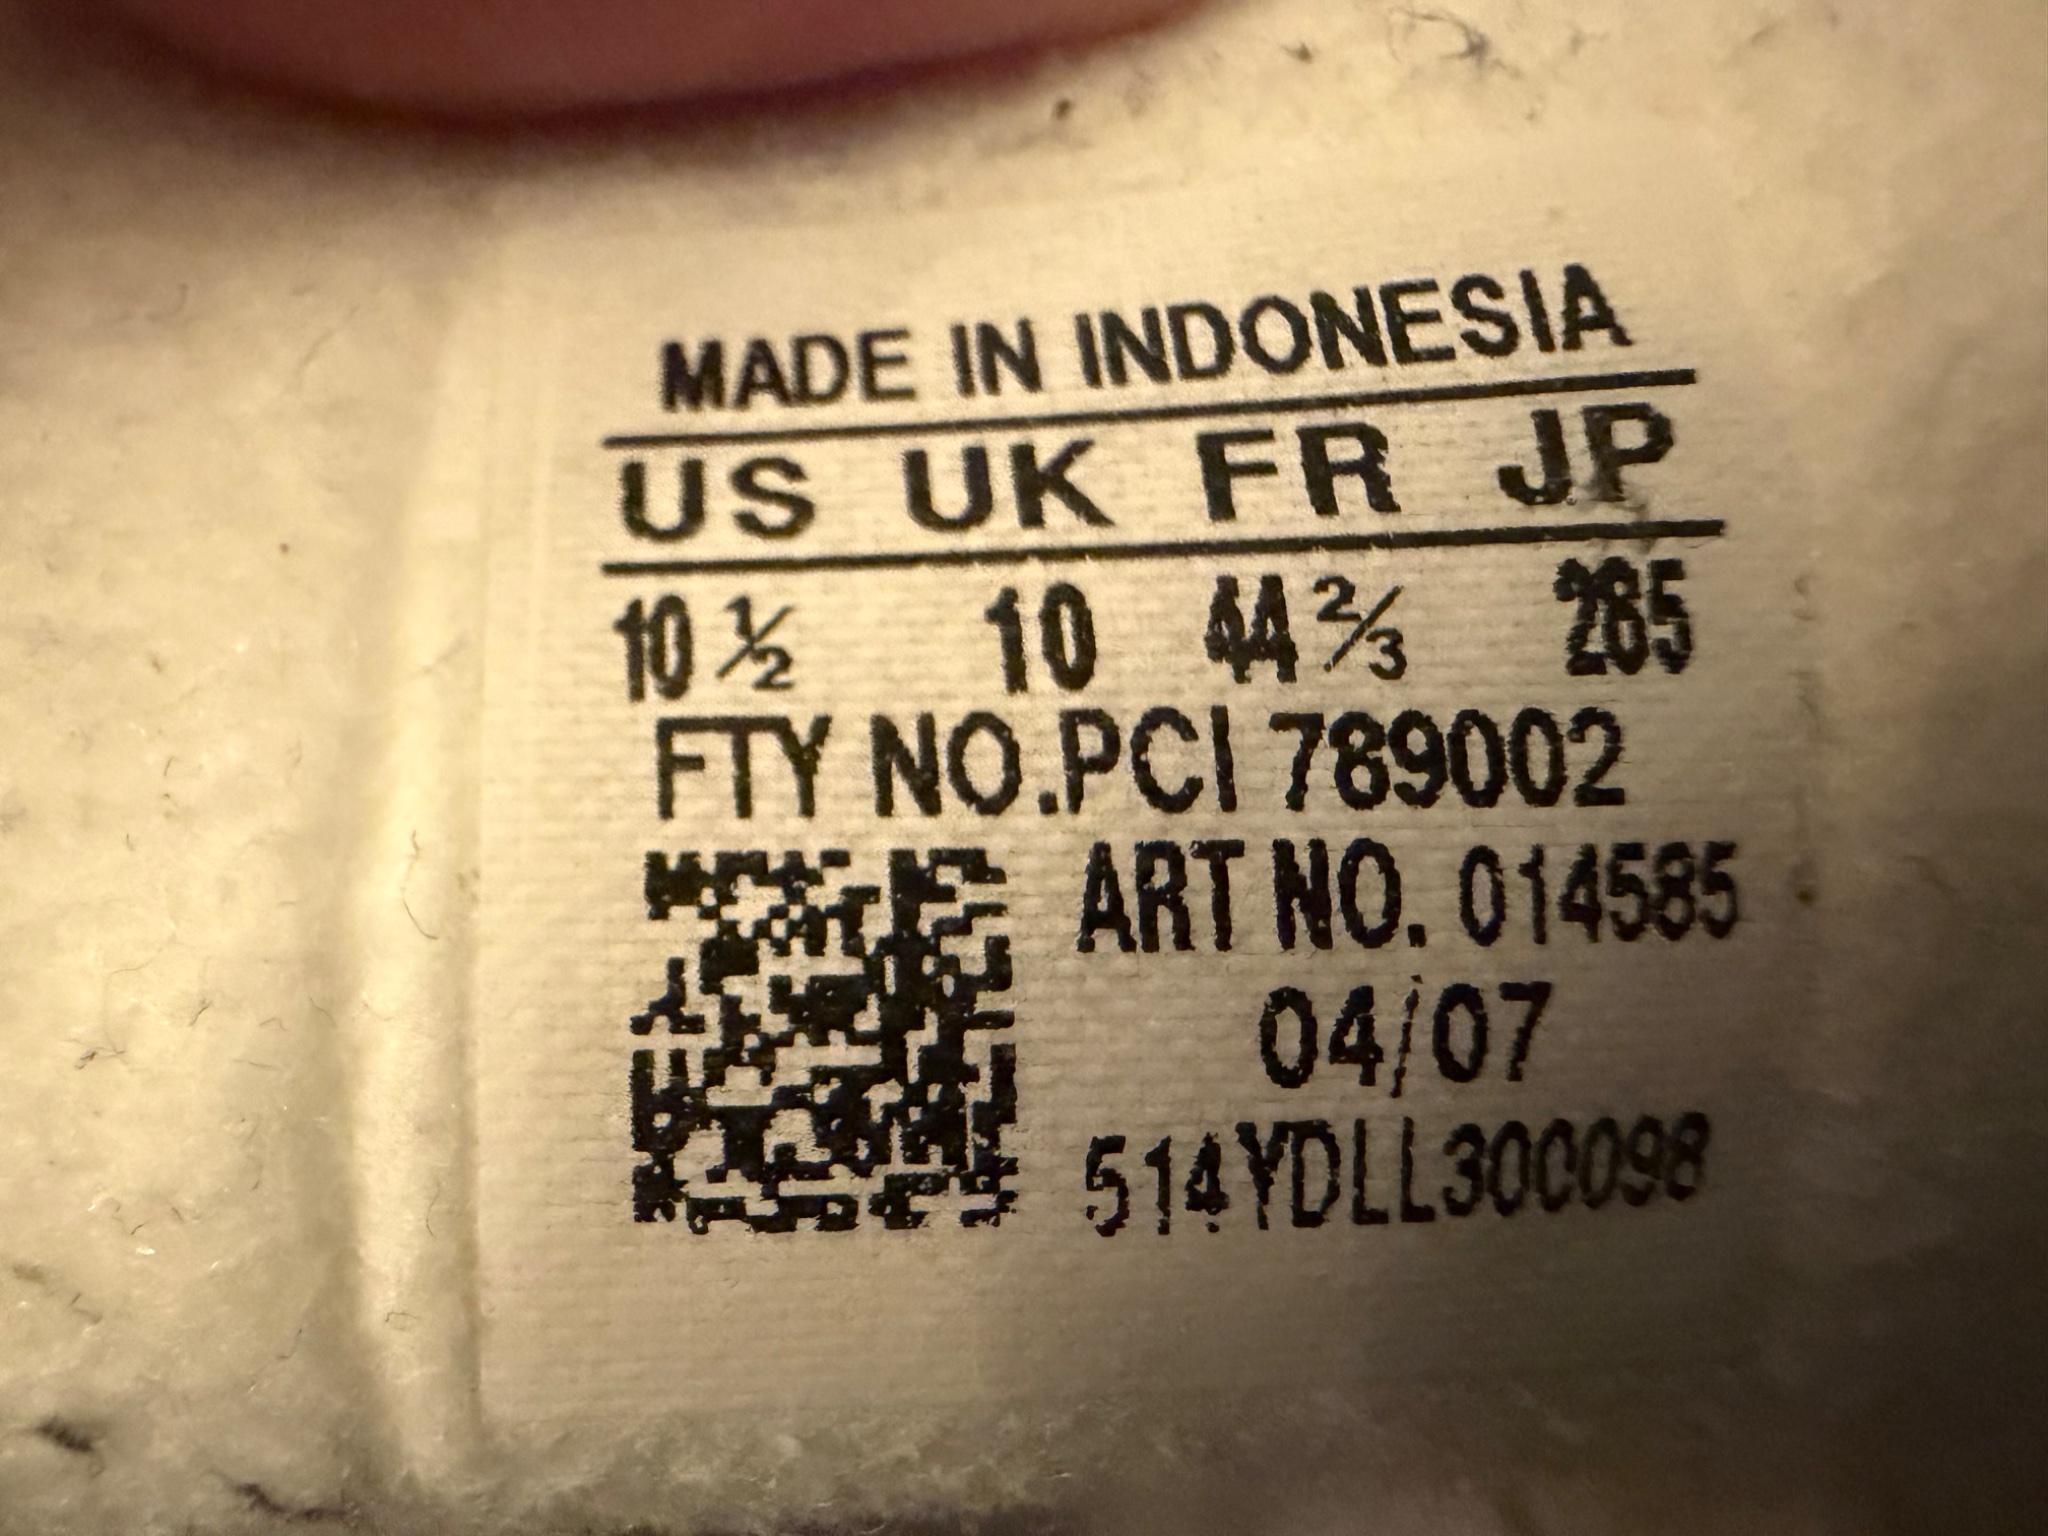 MADE IN INDONESIA
US UK FR JP
10 ½ 10 44 ⅔ 285
FTY NO.PCI 789002
ART NO. 014585
04/07
514YDLL300098